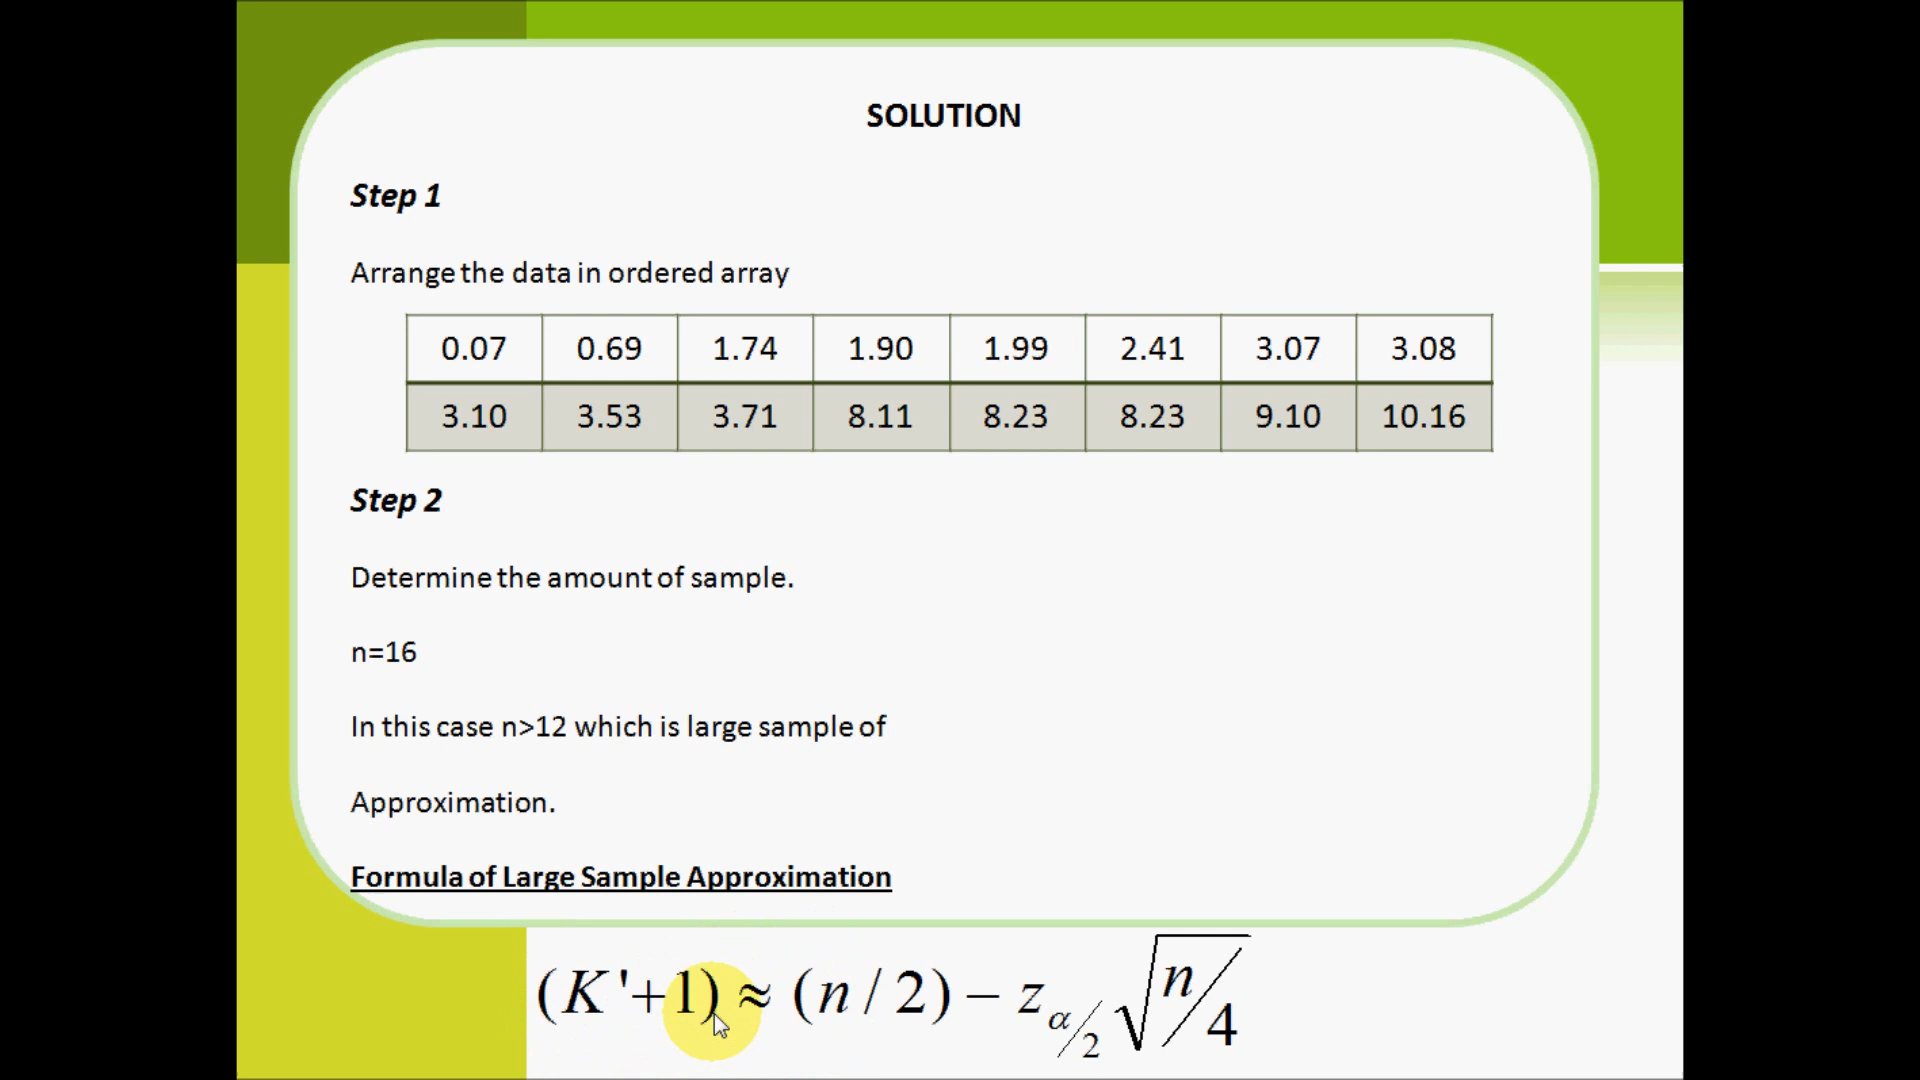 SOLUTION
Step 1
Arrange the data in ordered array
0.07 0.69 1.74 1.90 1.99 2.41 3.07 3.08
3.10 3.53 3.71 8.11 8.23 8.23 9.10 10.16
Step 2
Determine the amount of sample.
n=16
In this case n>12 which is large sample of
Approximation.
Formula of Large Sample Approximation
(K'+1) ≈ (n / 2) − z α/2 √n/4